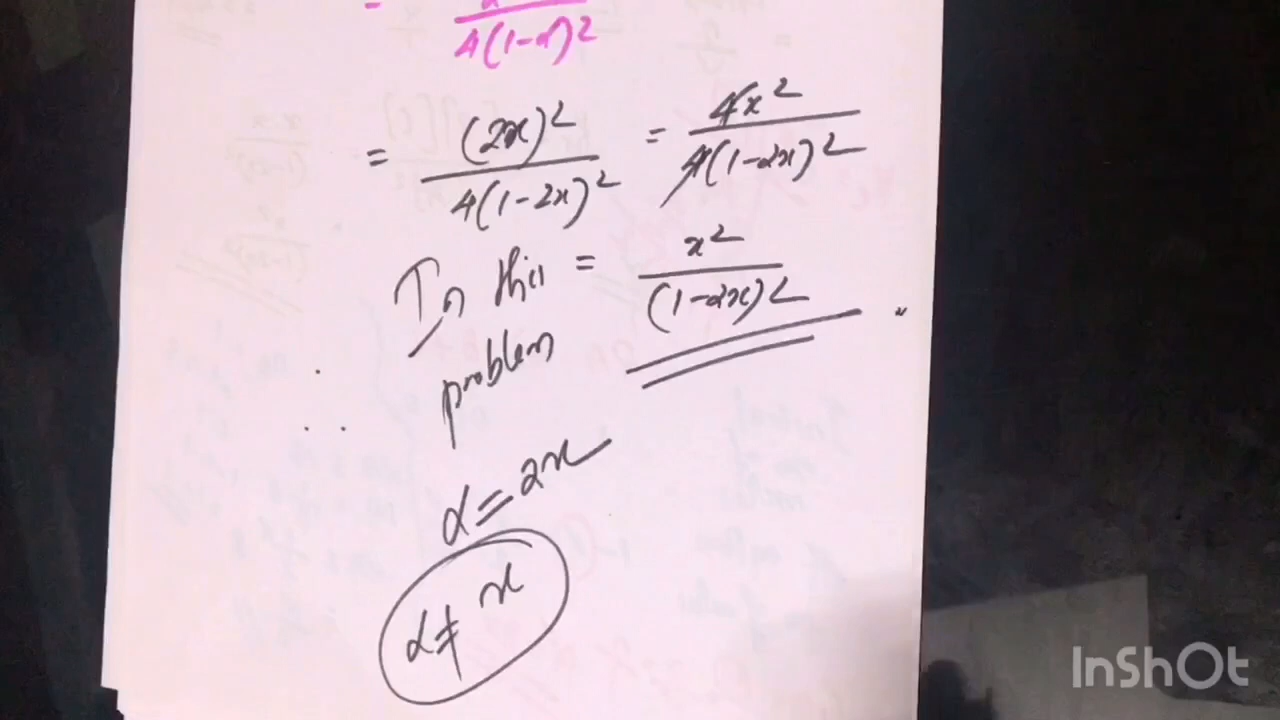 4(1-α)²
= (2x)² / 4(1-2x)² = 4x² / 4(1-2x)²
In this = x² / (1-2x)²
problem
α = 2x
α ≠ x
InShOt